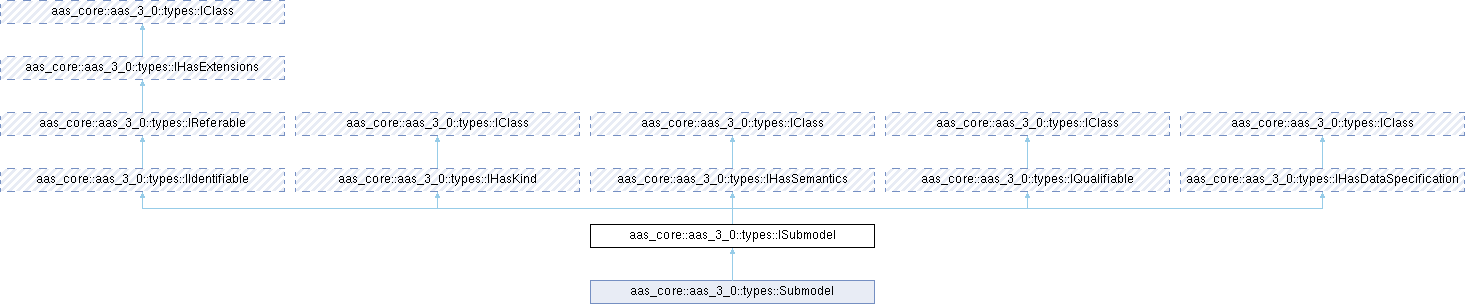 aas_core::aas_3_0::types::IClass
aas_core::aas_3_0::types::IHasExtensions
aas_core::aas_3_0::types::IReferable
aas_core::aas_3_0::types::IClass
aas_core::aas_3_0::types::IClass
aas_core::aas_3_0::types::IClass
aas_core::aas_3_0::types::IClass
aas_core::aas_3_0::types::IIdentifiable
aas_core::aas_3_0::types::IHasKind
aas_core::aas_3_0::types::IHasSemantics
aas_core::aas_3_0::types::IQualifiable
aas_core::aas_3_0::types::IHasDataSpecification
aas_core::aas_3_0::types::ISubmodel
aas_core::aas_3_0::types::Submodel